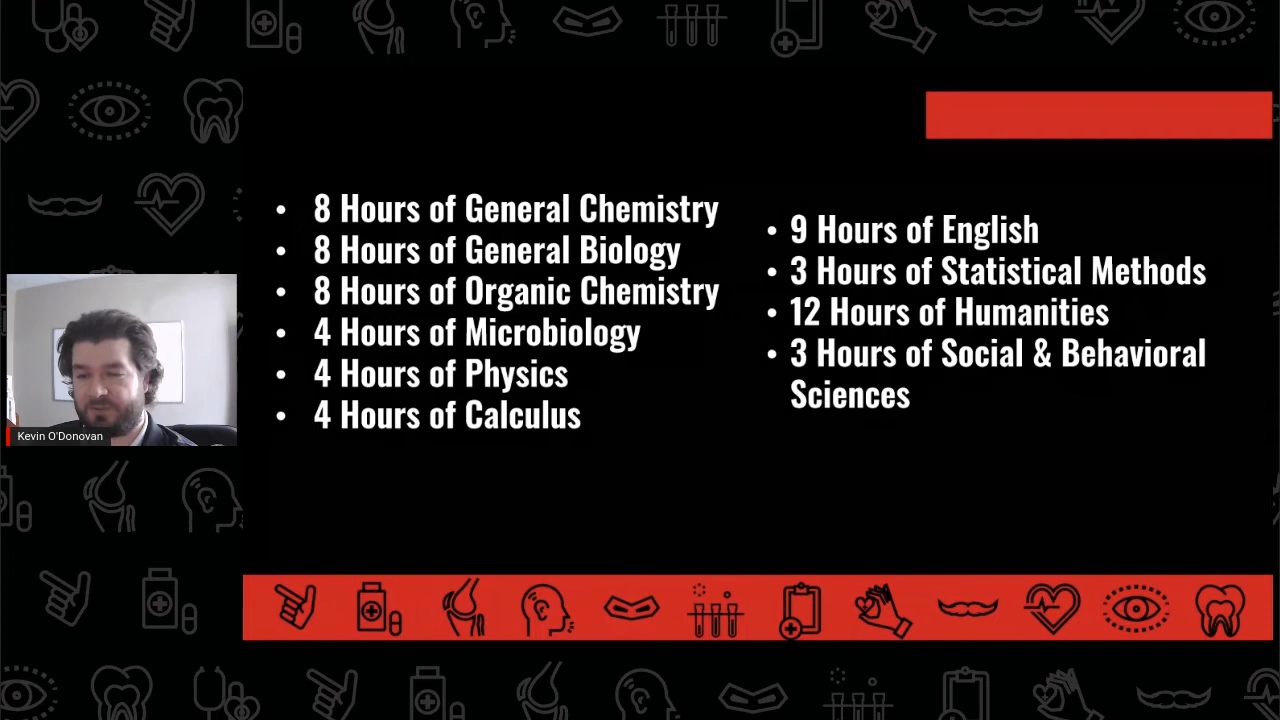 • 8 Hours of General Chemistry
• 8 Hours of General Biology
• 8 Hours of Organic Chemistry
• 4 Hours of Microbiology
• 4 Hours of Physics
• 4 Hours of Calculus
• 9 Hours of English
• 3 Hours of Statistical Methods
• 12 Hours of Humanities
• 3 Hours of Social & Behavioral
Sciences
Kevin O'Donovan